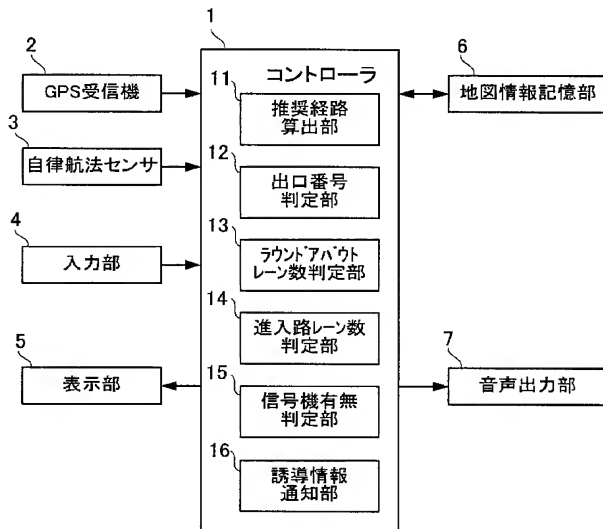 1
コントローラ
2
GPS受信機
3
自律航法センサ
4
入力部
5
表示部
11
推奨経路
算出部
12
出口番号
判定部
13
ラウンドアバウト
レーン数判定部
14
進入路レーン数
判定部
15
信号機有無
判定部
16
誘導情報
通知部
6
地図情報記憶部
7
音声出力部